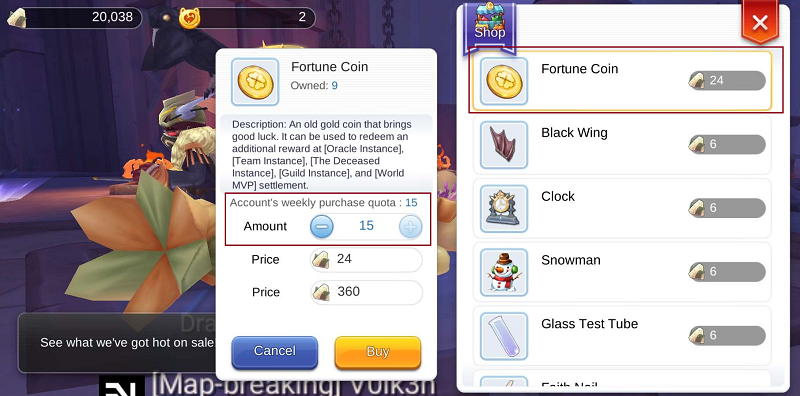 20,038
2
Fortune Coin
Owned: 9
Description: An old gold coin that brings
good luck. It can be used to redeem an
additional reward at [Oracle Instance],
[Team Instance], [The Deceased
Instance], [Guild Instance], and [World
MVP] settlement.
Account's weekly purchase quota : 15
Amount 15
Price 24
Price 360
Cancel Buy
See what we've got hot on sale
Dra
[Map-breaking] V0lk3n
Shop
Fortune Coin
24
Black Wing
6
Clock
6
Snowman
6
Glass Test Tube
6
Faith Nail